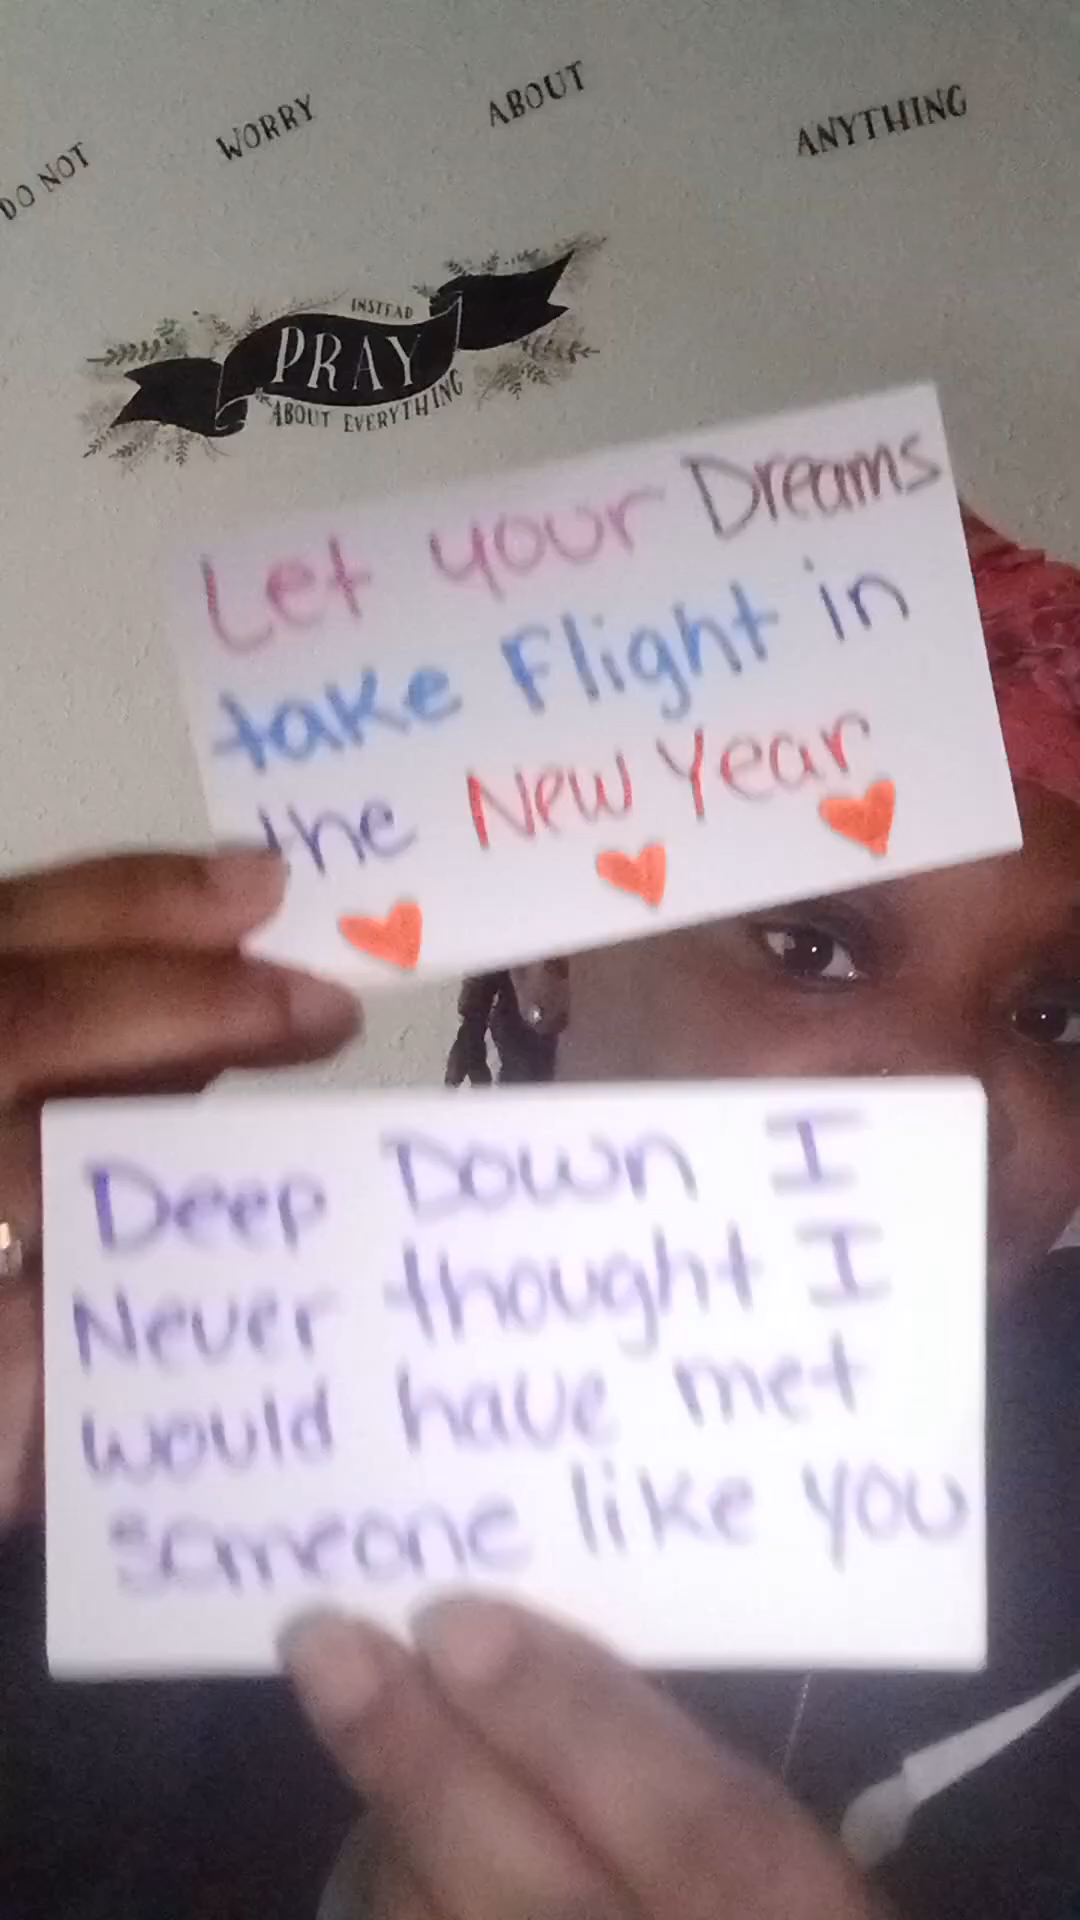 DO NOT WORRY ABOUT ANYTHING
INSTEAD
PRAY
ABOUT EVERYTHING
Let your Dreams
take Flight in
the New Year
Deep Down I
Never thought I
would have met
someone like you